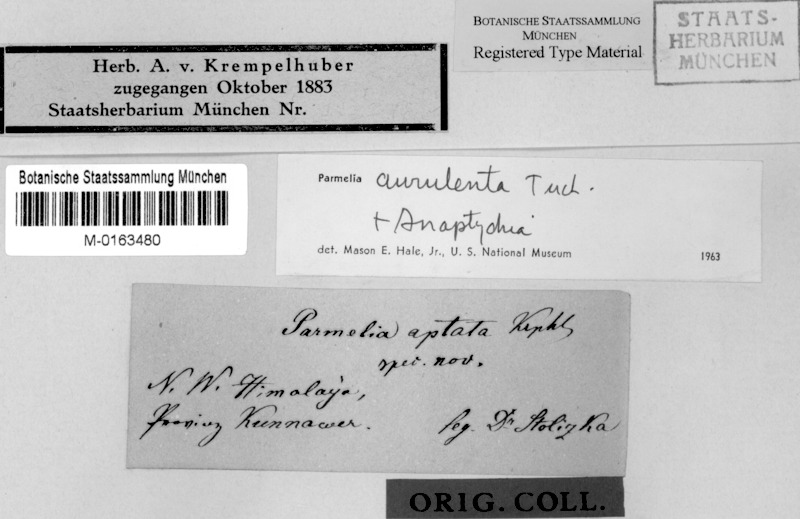 BOTANISCHE STAATSSAMMLUNG
MÜNCHEN
Registered Type Material
STAATS-
HERBARIUM
MÜNCHEN
Herb. A. v. Krempelhuber
zugegangen Oktober 1883
Staatsherbarium München Nr.
Botanische Staatssammlung München
M-0163480
Parmelia aurulenta Tuck.
+ Anaptychia
det. Mason E. Hale, Jr., U. S. National Museum 1963
Parmelia aptata Krphb
spec. nov.
N. W. Himalaya,
Provinz Kunnawer. leg. Dr Stolizka
ORIG. COLL.